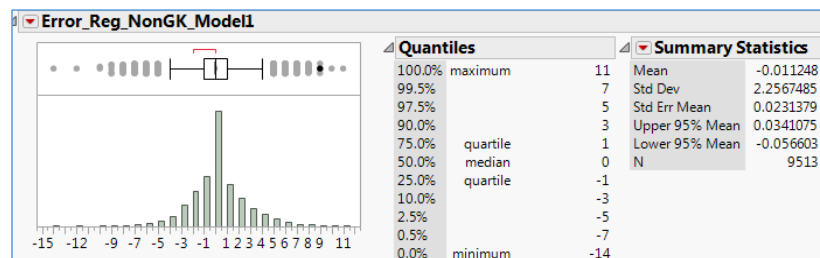 Error_Reg_NonGK_Model1
-15 -12 -9 -7 -5 -3 -1 1 2 3 4 5 6 7 8 9 11
Quantiles
100.0% maximum 11
99.5% 7
97.5% 5
90.0% 3
75.0% quartile 1
50.0% median 0
25.0% quartile -1
10.0% -3
2.5% -5
0.5% -7
0.0% minimum -14
Summary Statistics
Mean -0.011248
Std Dev 2.2567485
Std Err Mean 0.0231379
Upper 95% Mean 0.0341075
Lower 95% Mean -0.056603
N 9513